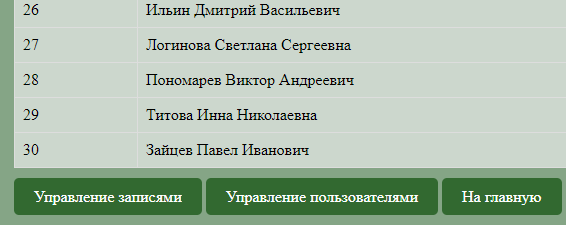 26 Ильин Дмитрий Васильевич
27 Логинова Светлана Сергеевна
28 Пономарев Виктор Андреевич
29 Титова Инна Николаевна
30 Зайцев Павел Иванович
Управление записями Управление пользователями На главную